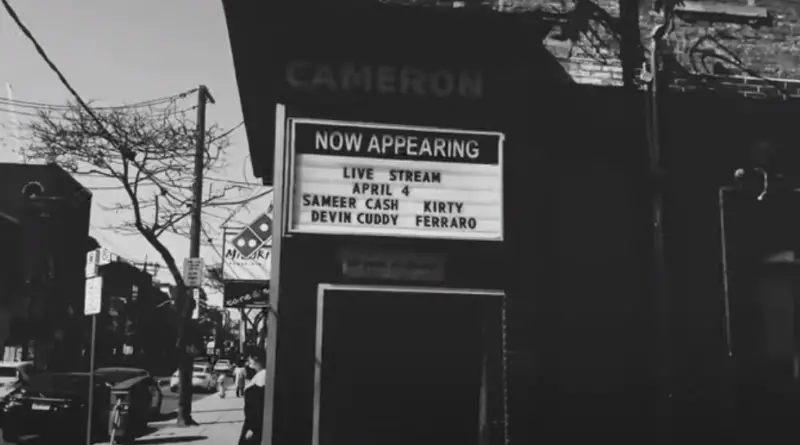 CAMERON
NOW APPEARING
LIVE STREAM
APRIL 4
SAMEER CASH KIRTY
DEVIN CUDDY FERRARO